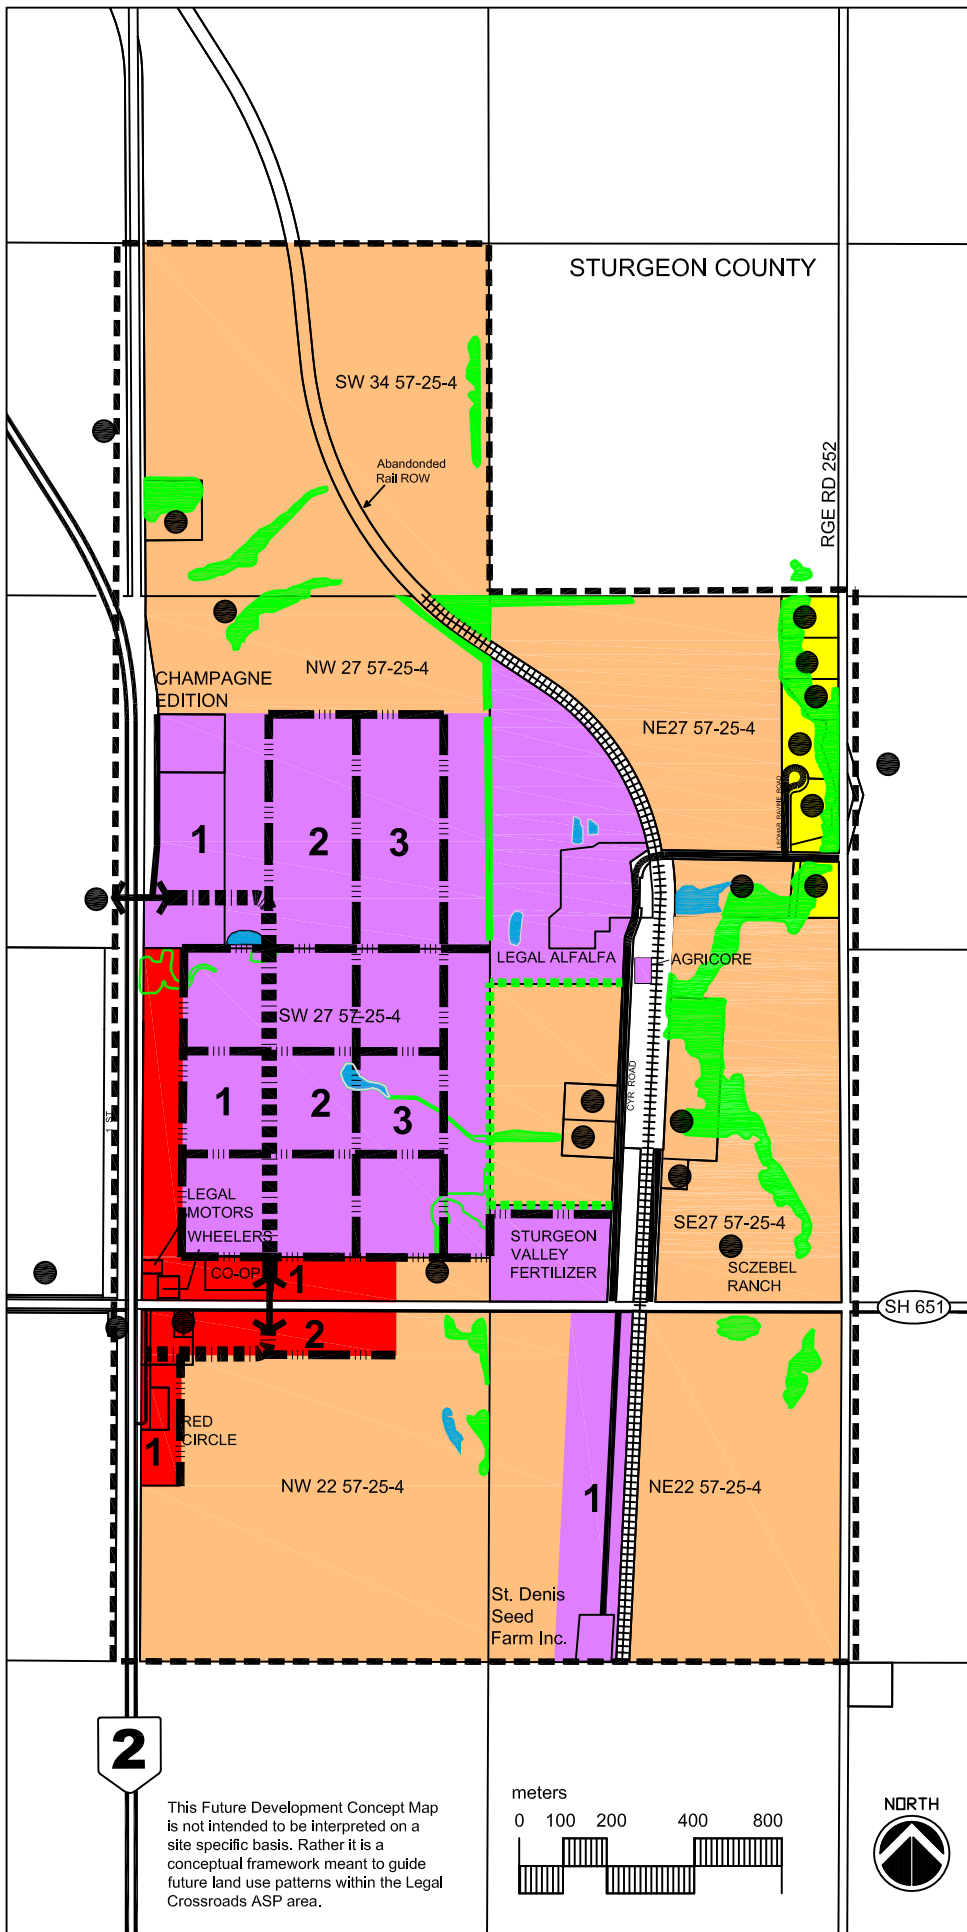 STURGEON COUNTY
SW 34 57-25-4
RGE RD 252
Abandonded
Rail ROW
NW 27 57-25-4
CHAMPAGNE
EDITION
NE27 57-25-4
LEOMAR RAVINE ROAD
1
2
3
LEGAL ALFALFA
AGRICORE
SW 27 57-25-4
CYR ROAD
1
2
3
1 ST
LEGAL
MOTORS
WHEELERS
CO-OP
1
STURGEON
VALLEY
FERTILIZER
SE27 57-25-4
SCZEBEL
RANCH
SH 651
2
RED
CIRCLE
1
NW 22 57-25-4
1
NE22 57-25-4
St. Denis
Seed
Farm Inc.
2
This Future Development Concept Map
is not intended to be interpreted on a
site specific basis. Rather it is a
conceptual framework meant to guide
future land use patterns within the Legal
Crossroads ASP area.
meters
0 100 200 400 800
NORTH